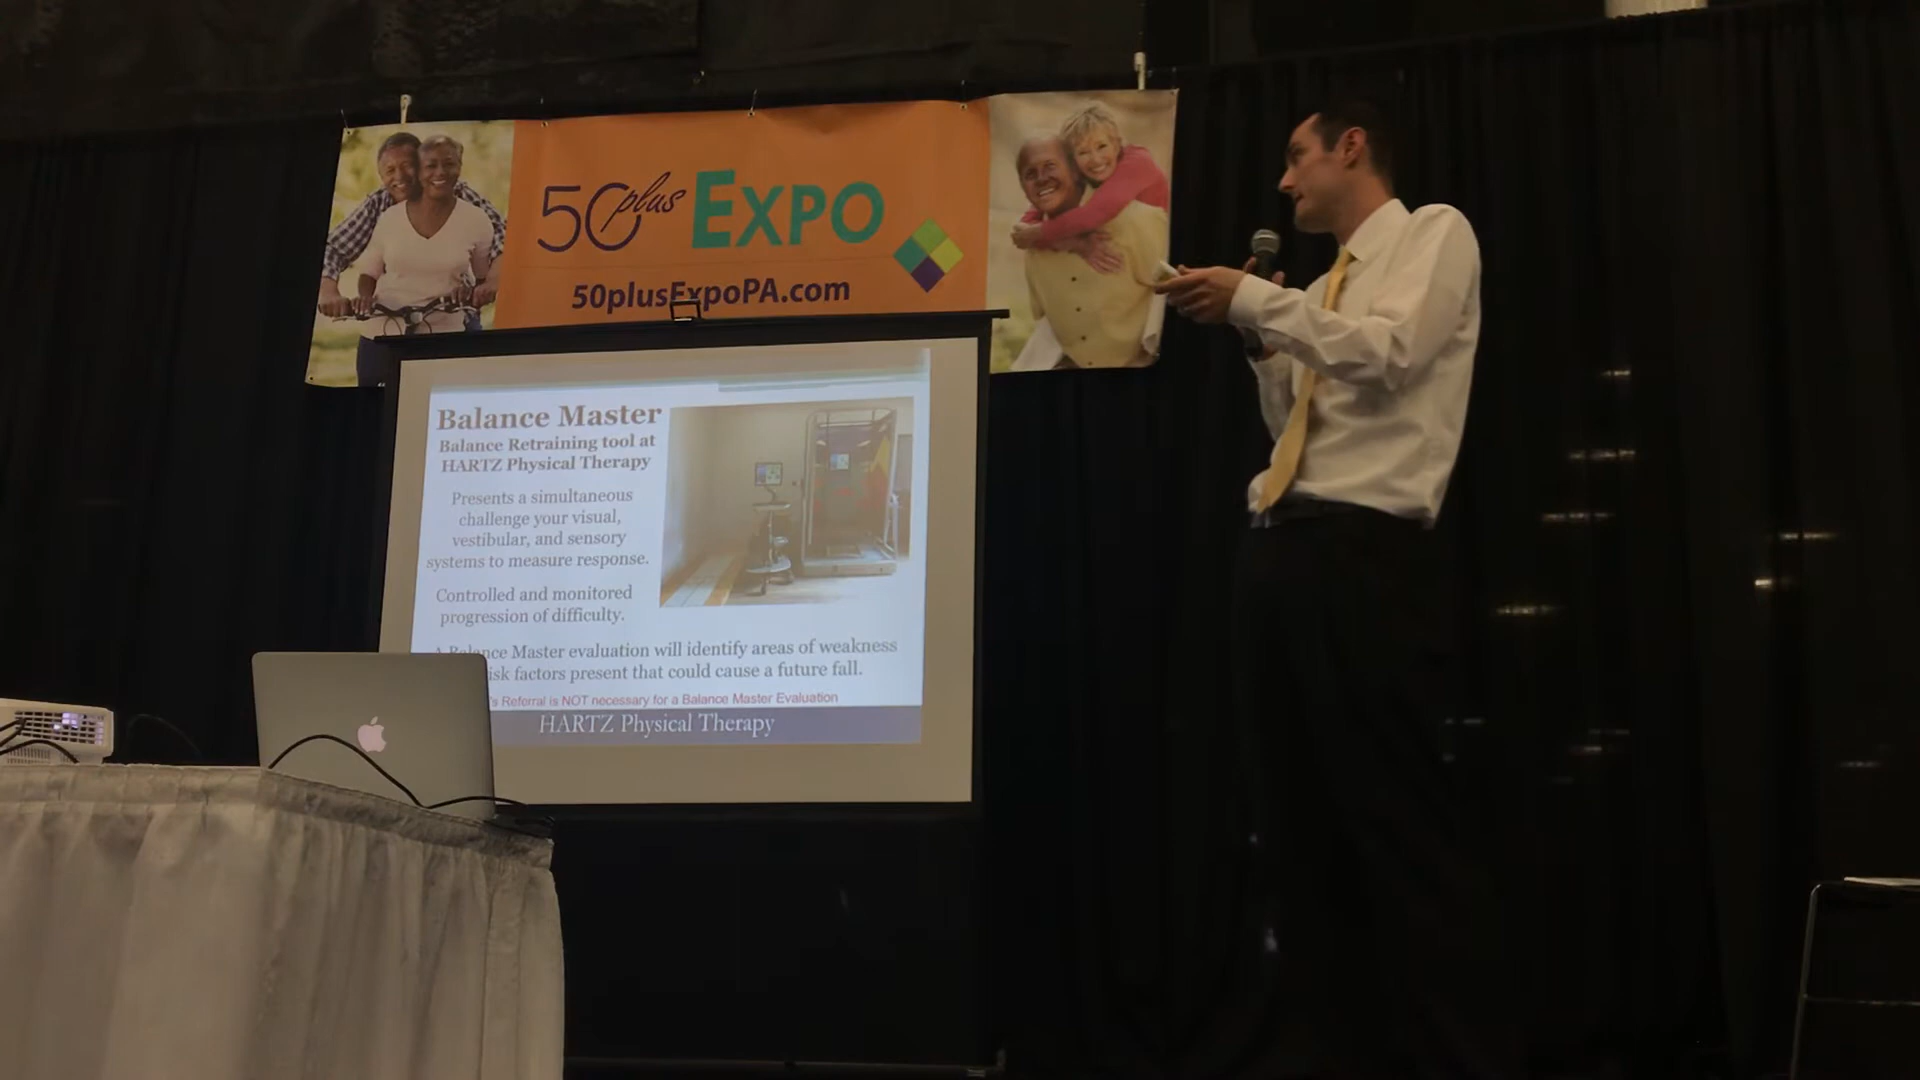 50 plus EXPO
50plusExpoPA.com
Balance Master
Balance Retraining tool at
HARTZ Physical Therapy
Presents a simultaneous
challenge your visual,
vestibular, and sensory
systems to measure response.
Controlled and monitored
progression of difficulty.
Balance Master evaluation will identify areas of weakness
factors present that could cause a future fall.
Referral is NOT necessary for a Balance Master Evaluation
HARTZ Physical Therapy